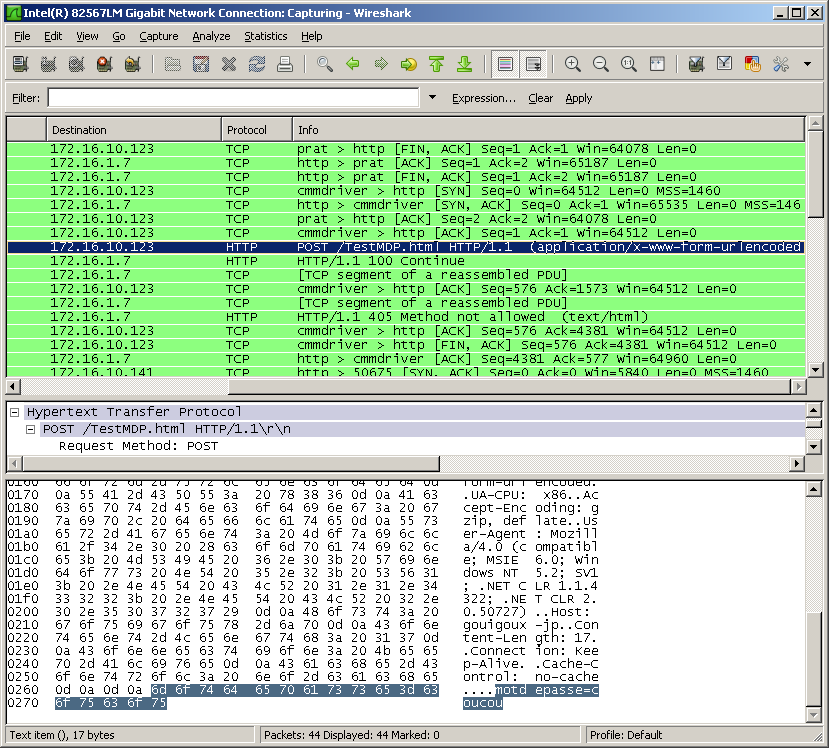 Intel(R) 82567LM Gigabit Network Connection: Capturing - Wireshark
File Edit View Go Capture Analyze Statistics Help
Filter: Expression... Clear Apply
Destination Protocol Info
172.16.10.123 TCP prat > http [FIN, ACK] Seq=1 Ack=1 Win=64078 Len=0
172.16.1.7 TCP http > prat [ACK] Seq=1 Ack=2 Win=65187 Len=0
172.16.1.7 TCP http > prat [FIN, ACK] Seq=1 Ack=2 Win=65187 Len=0
172.16.10.123 TCP cmmdriver > http [SYN] Seq=0 Win=64512 Len=0 MSS=1460
172.16.1.7 TCP http > cmmdriver [SYN, ACK] Seq=0 Ack=1 Win=65535 Len=0 MSS=146
172.16.10.123 TCP prat > http [ACK] Seq=2 Ack=2 Win=64078 Len=0
172.16.10.123 TCP cmmdriver > http [ACK] Seq=1 Ack=1 Win=64512 Len=0
172.16.10.123 HTTP POST /TestMDP.html HTTP/1.1 (application/x-www-form-urlencoded
172.16.1.7 TCP HTTP/1.1 100 Continue
172.16.1.7 TCP [TCP segment of a reassembled PDU]
172.16.10.123 TCP cmmdriver > http [ACK] Seq=576 Ack=1573 Win=64512 Len=0
172.16.1.7 TCP [TCP segment of a reassembled PDU]
172.16.1.7 HTTP HTTP/1.1 405 Method not allowed (text/html)
172.16.10.123 TCP cmmdriver > http [ACK] Seq=576 Ack=4381 Win=64512 Len=0
172.16.10.123 TCP cmmdriver > http [FIN, ACK] Seq=576 Ack=4381 Win=64512 Len=0
172.16.1.7 TCP http > cmmdriver [ACK] Seq=4381 Ack=577 Win=64960 Len=0
172.16.10.141 TCP http > 50675 [SYN, ACK] Seq=0 Ack=0 Win=5840 Len=0 MSS=1460
Hypertext Transfer Protocol
POST /TestMDP.html HTTP/1.1\r\n
Request Method: POST
0160 66 6f 72 6d 2d 75 72 6c 65 6e 63 6f 64 65 64 0d form-url encoded.
0170 0a 55 41 2d 43 50 55 3a 20 78 38 36 0d 0a 41 63 .UA-CPU: x86..Ac
0180 63 65 70 74 2d 45 6e 63 6f 64 69 6e 67 3a 20 67 cept-Enc oding: g
0190 7a 69 70 2c 20 64 65 66 6c 61 74 65 0d 0a 55 73 zip, def late..Us
01a0 65 72 2d 41 67 65 6e 74 3a 20 4d 6f 7a 69 6c 6c er-Agent : Mozill
01b0 61 2f 34 2e 30 20 28 63 6f 6d 70 61 74 69 62 6c a/4.0 (c ompatibl
01c0 65 3b 20 4d 53 49 45 20 36 2e 30 3b 20 57 69 6e e; MSIE 6.0; Win
01d0 64 6f 77 73 20 4e 54 20 35 2e 32 3b 20 53 56 31 dows NT 5.2; SV1
01e0 3b 20 2e 4e 45 54 20 43 4c 52 20 31 2e 31 2e 34 ; .NET C LR 1.1.4
01f0 33 32 32 3b 20 2e 4e 45 54 20 43 4c 52 20 32 2e 322; .NE T CLR 2.
0200 30 2e 35 30 37 32 37 29 0d 0a 48 6f 73 74 3a 20 0.50727) ..Host:
0210 67 6f 75 69 67 6f 75 78 2d 6a 70 0d 0a 43 6f 6e gouigoux -jp..Con
0220 74 65 6e 74 2d 4c 65 6e 67 74 68 3a 20 31 37 0d tent-Len gth: 17.
0230 0a 43 6f 6e 6e 65 63 74 69 6f 6e 3a 20 4b 65 65 .Connect ion: Kee
0240 70 2d 41 6c 69 76 65 0d 0a 43 61 63 68 65 2d 43 p-Alive. .Cache-C
0250 6f 6e 74 72 6f 6c 3a 20 6e 6f 2d 63 61 63 68 65 ontrol: no-cache
0260 0d 0a 0d 0a 6d 6f 74 64 65 70 61 73 73 65 3d 63 ....motd epasse=c
0270 6f 75 63 6f 75 oucou
Text item (), 17 bytes Packets: 44 Displayed: 44 Marked: 0 Profile: Default